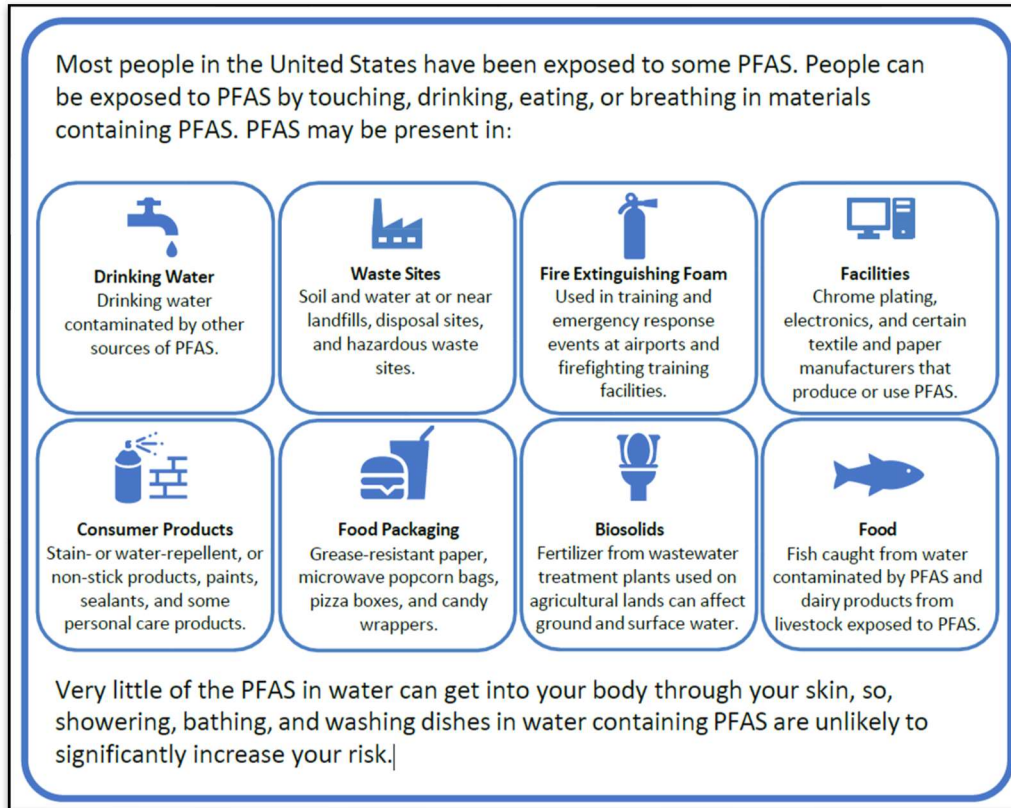 Most people in the United States have been exposed to some PFAS. People can
be exposed to PFAS by touching, drinking, eating, or breathing in materials
containing PFAS. PFAS may be present in:
Drinking Water
Drinking water
contaminated by other
sources of PFAS.
Waste Sites
Soil and water at or near
landfills, disposal sites,
and hazardous waste
sites.
Fire Extinguishing Foam
Used in training and
emergency response
events at airports and
firefighting training
facilities.
Facilities
Chrome plating,
electronics, and certain
textile and paper
manufacturers that
produce or use PFAS.
Consumer Products
Stain- or water-repellent, or
non-stick products, paints,
sealants, and some
personal care products.
Food Packaging
Grease-resistant paper,
microwave popcorn bags,
pizza boxes, and candy
wrappers.
Biosolids
Fertilizer from wastewater
treatment plants used on
agricultural lands can affect
ground and surface water.
Food
Fish caught from water
contaminated by PFAS and
dairy products from
livestock exposed to PFAS.
Very little of the PFAS in water can get into your body through your skin, so,
showering, bathing, and washing dishes in water containing PFAS are unlikely to
significantly increase your risk.